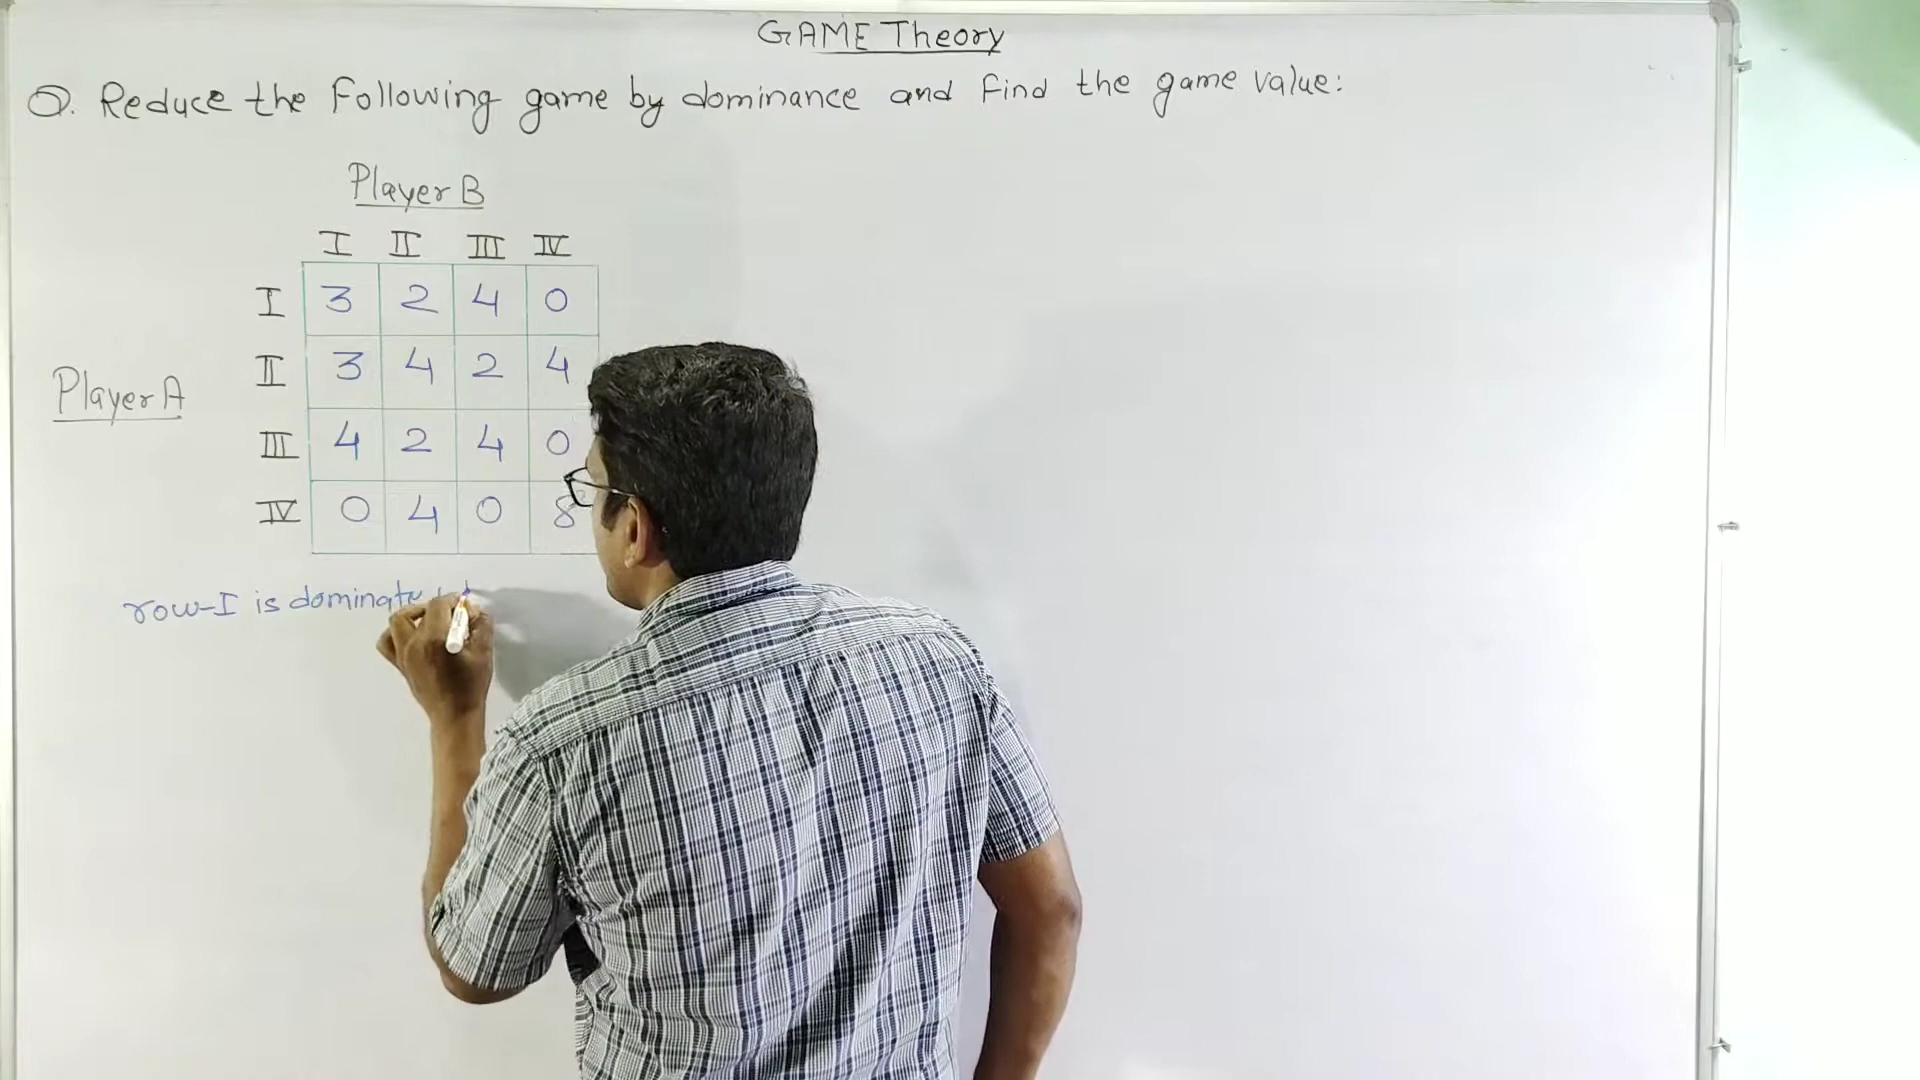 GAME Theory
Q. Reduce the following game by dominance and find the game value:
Player B
I II III IV
I 3 2 4 0
II 3 4 2 4
Player A
III 4 2 4 0
IV 0 4 0 8
row-I is dominate